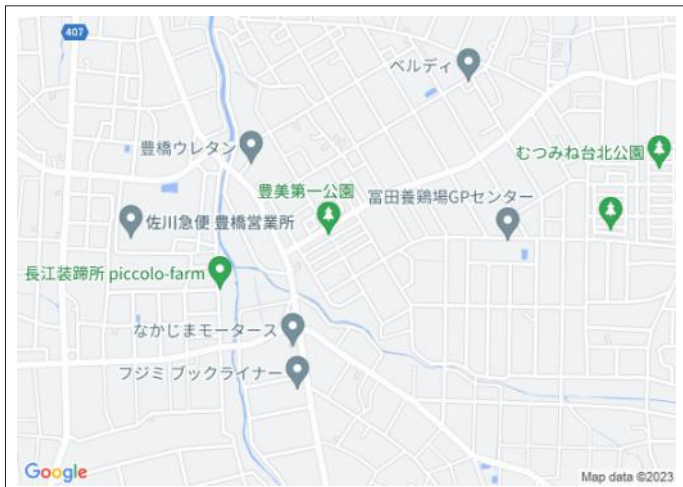 407
ベルディ
豊橋ウレタン
むつみね台北公園
豊美第一公園
冨田養鶏場GPセンター
佐川急便 豊橋営業所
長江装蹄所 piccolo-farm
なかじまモータース
フジミ ブックライナー
Google
Map data ©2023